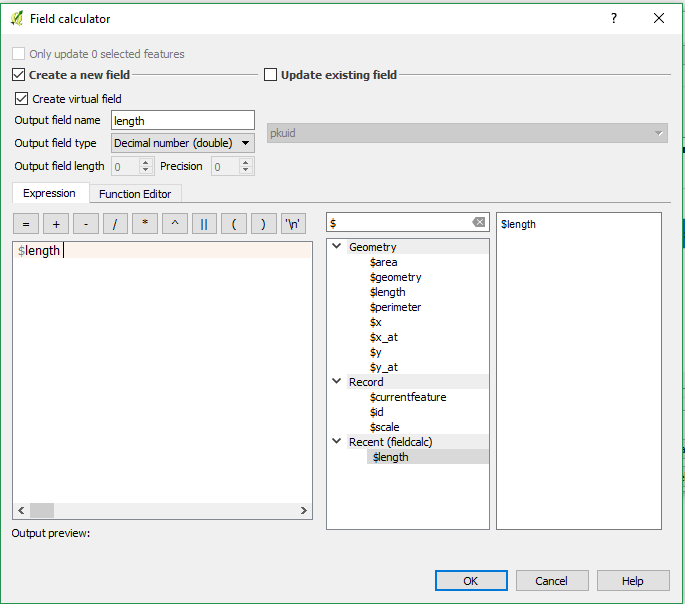 Field calculator
Only update 0 selected features
Create a new field
Update existing field
Create virtual field
Output field name length
Output field type Decimal number (double)
pkuid
Output field length 0 Precision 0
Expression Function Editor
= + - / * ^ || ( ) '\n'
$
$length
$length
Geometry
$area
$geometry
$length
$perimeter
$x
$x_at
$y
$y_at
Record
$currentfeature
$id
$scale
Recent (fieldcalc)
$length
Output preview:
OK Cancel Help